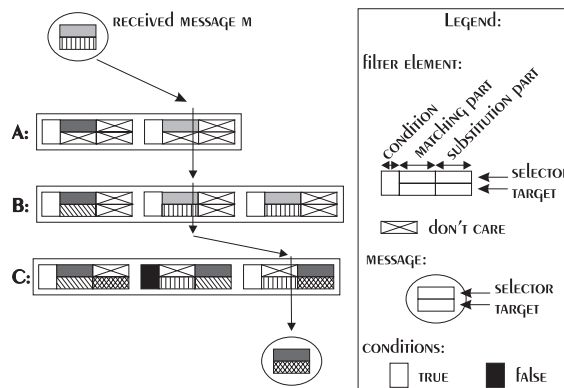 RECEIVED MESSAGE M
A:
B:
C:
LEGEND:
FILTER ELEMENT:
CONDITION
MATCHING PART
SUBSTITUTION PART
SELECTOR
TARGET
DON'T CARE
MESSAGE:
SELECTOR
TARGET
CONDITIONS:
TRUE
FALSE